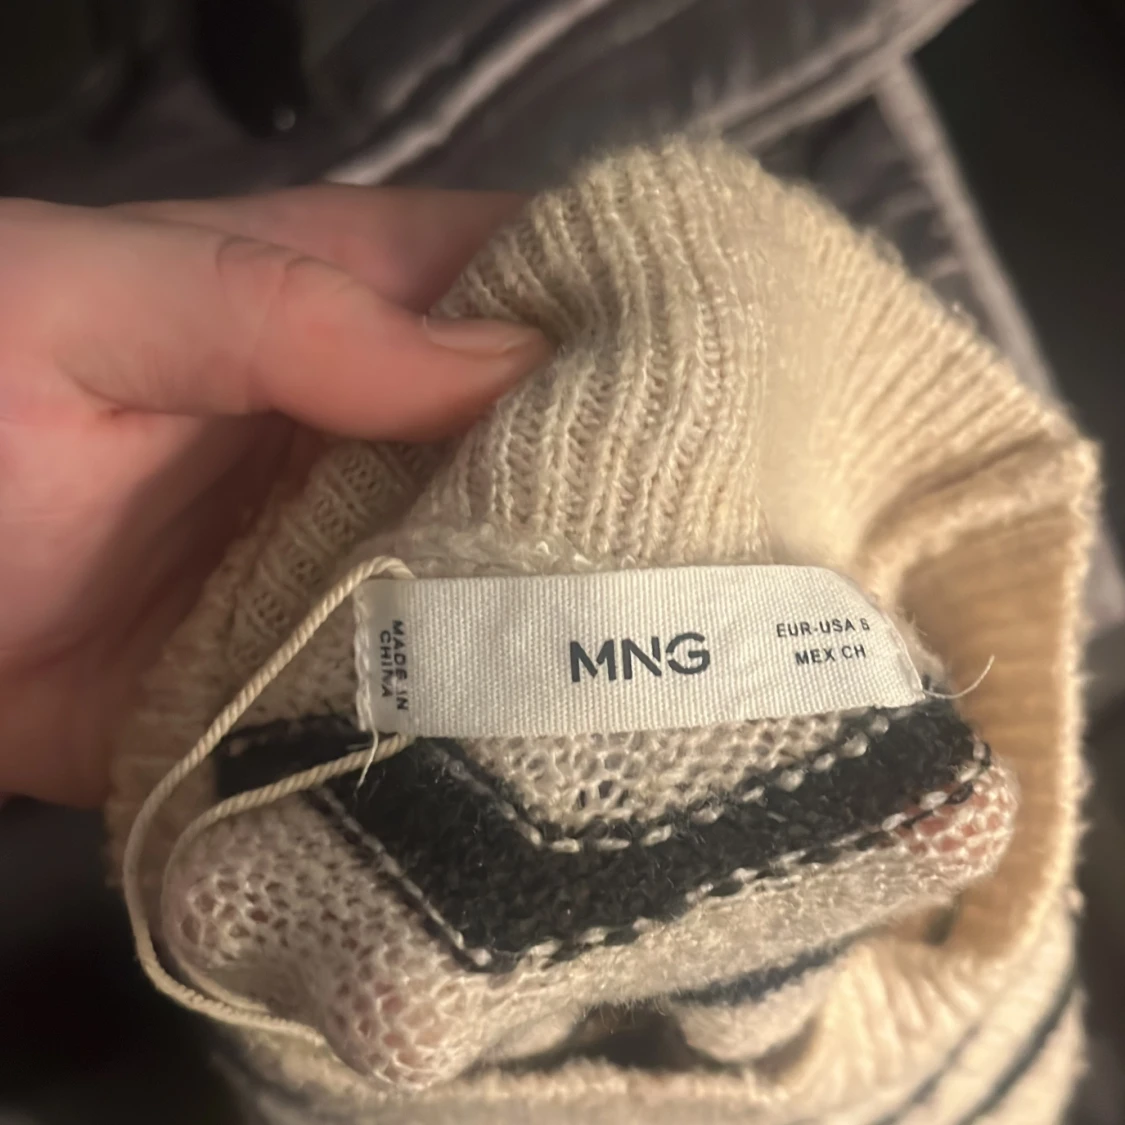 MADE IN
CHINA
MNG
EUR-USA S
MEX CH